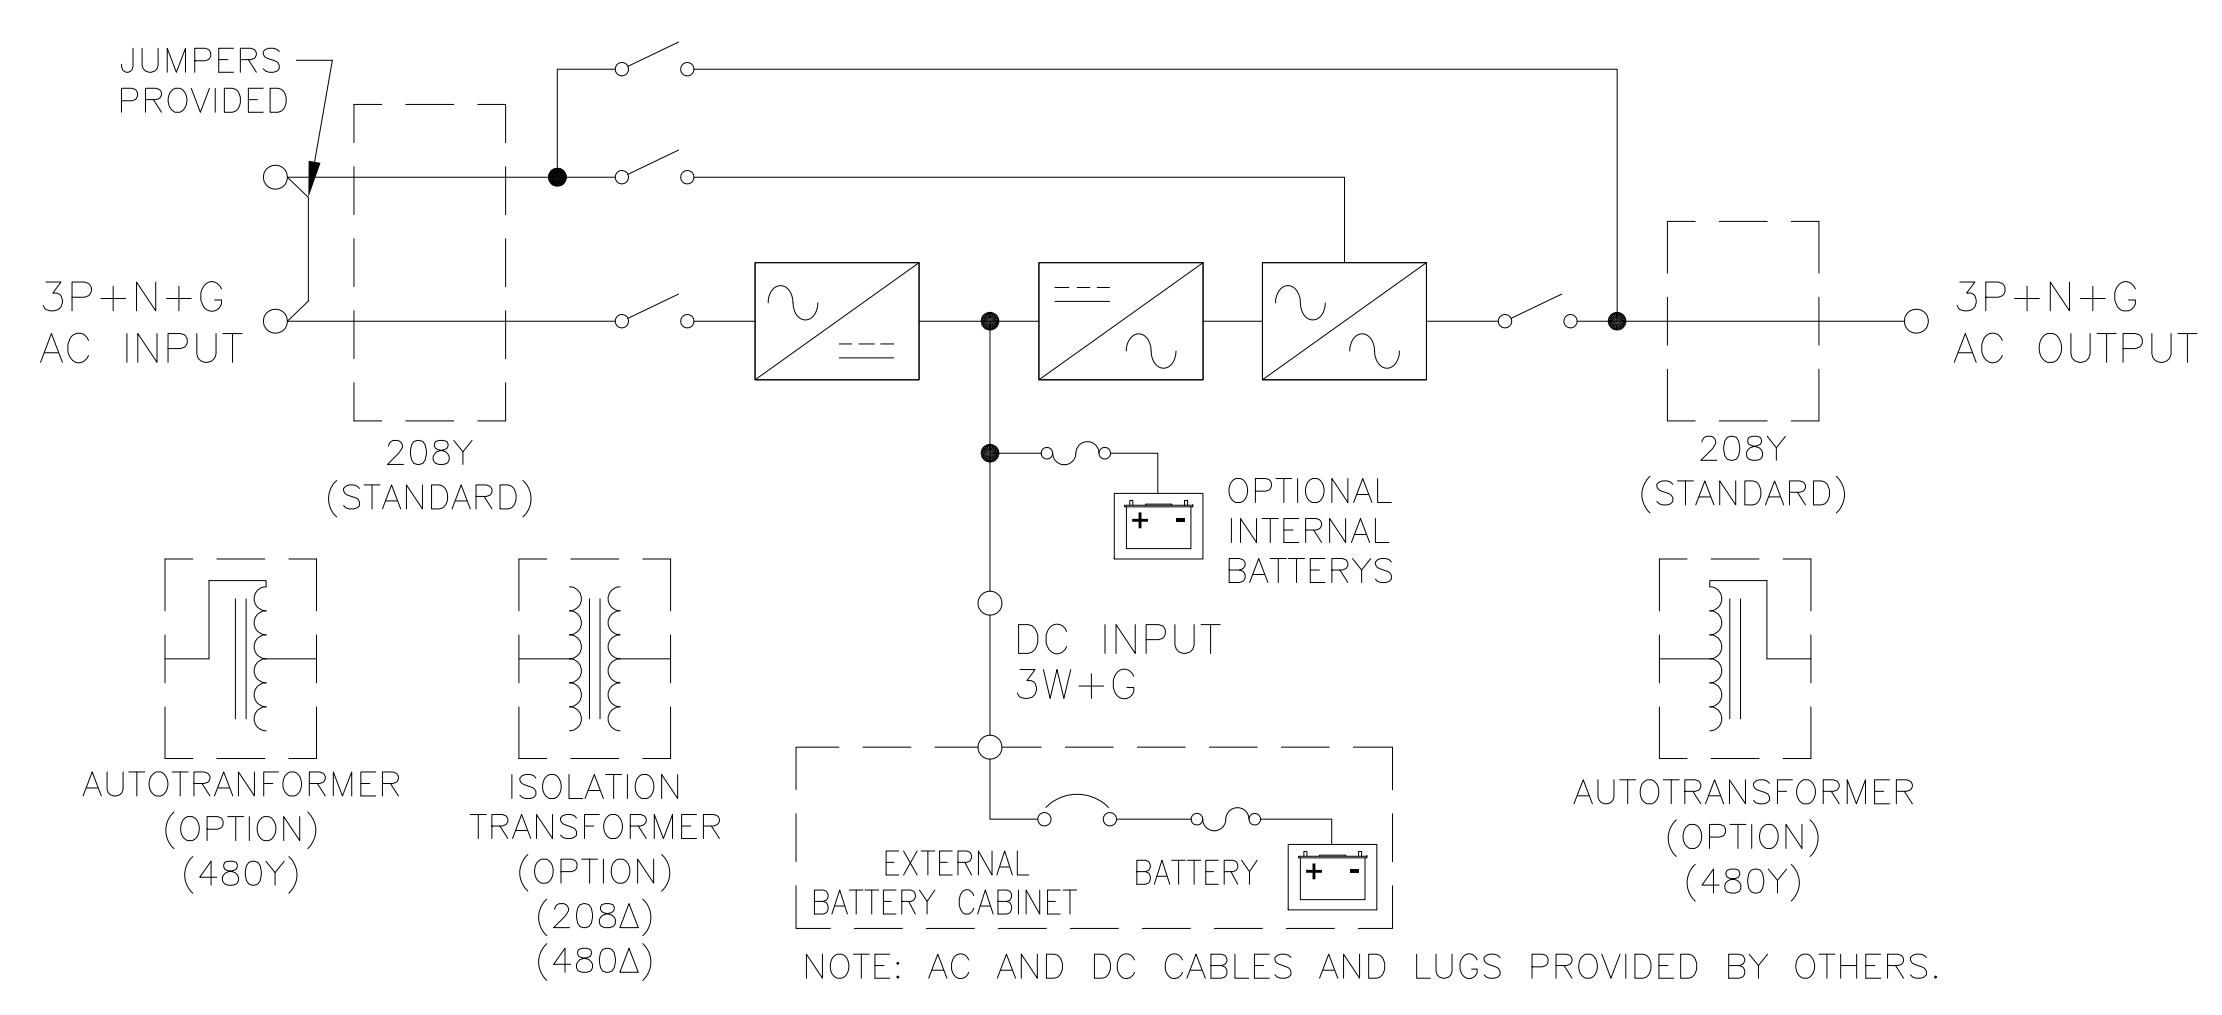 JUMPERS
PROVIDED
3P+N+G
AC INPUT
3P+N+G
AC OUTPUT
208Y
(STANDARD)
208Y
(STANDARD)
+ -
OPTIONAL
INTERNAL
BATTERYS
DC INPUT
3W+G
AUTOTRANFORMER
(OPTION)
(480Y)
ISOLATION
TRANSFORMER
(OPTION)
(208Δ)
(480Δ)
EXTERNAL
BATTERY CABINET
BATTERY
+ -
AUTOTRANSFORMER
(OPTION)
(480Y)
NOTE: AC AND DC CABLES AND LUGS PROVIDED BY OTHERS.